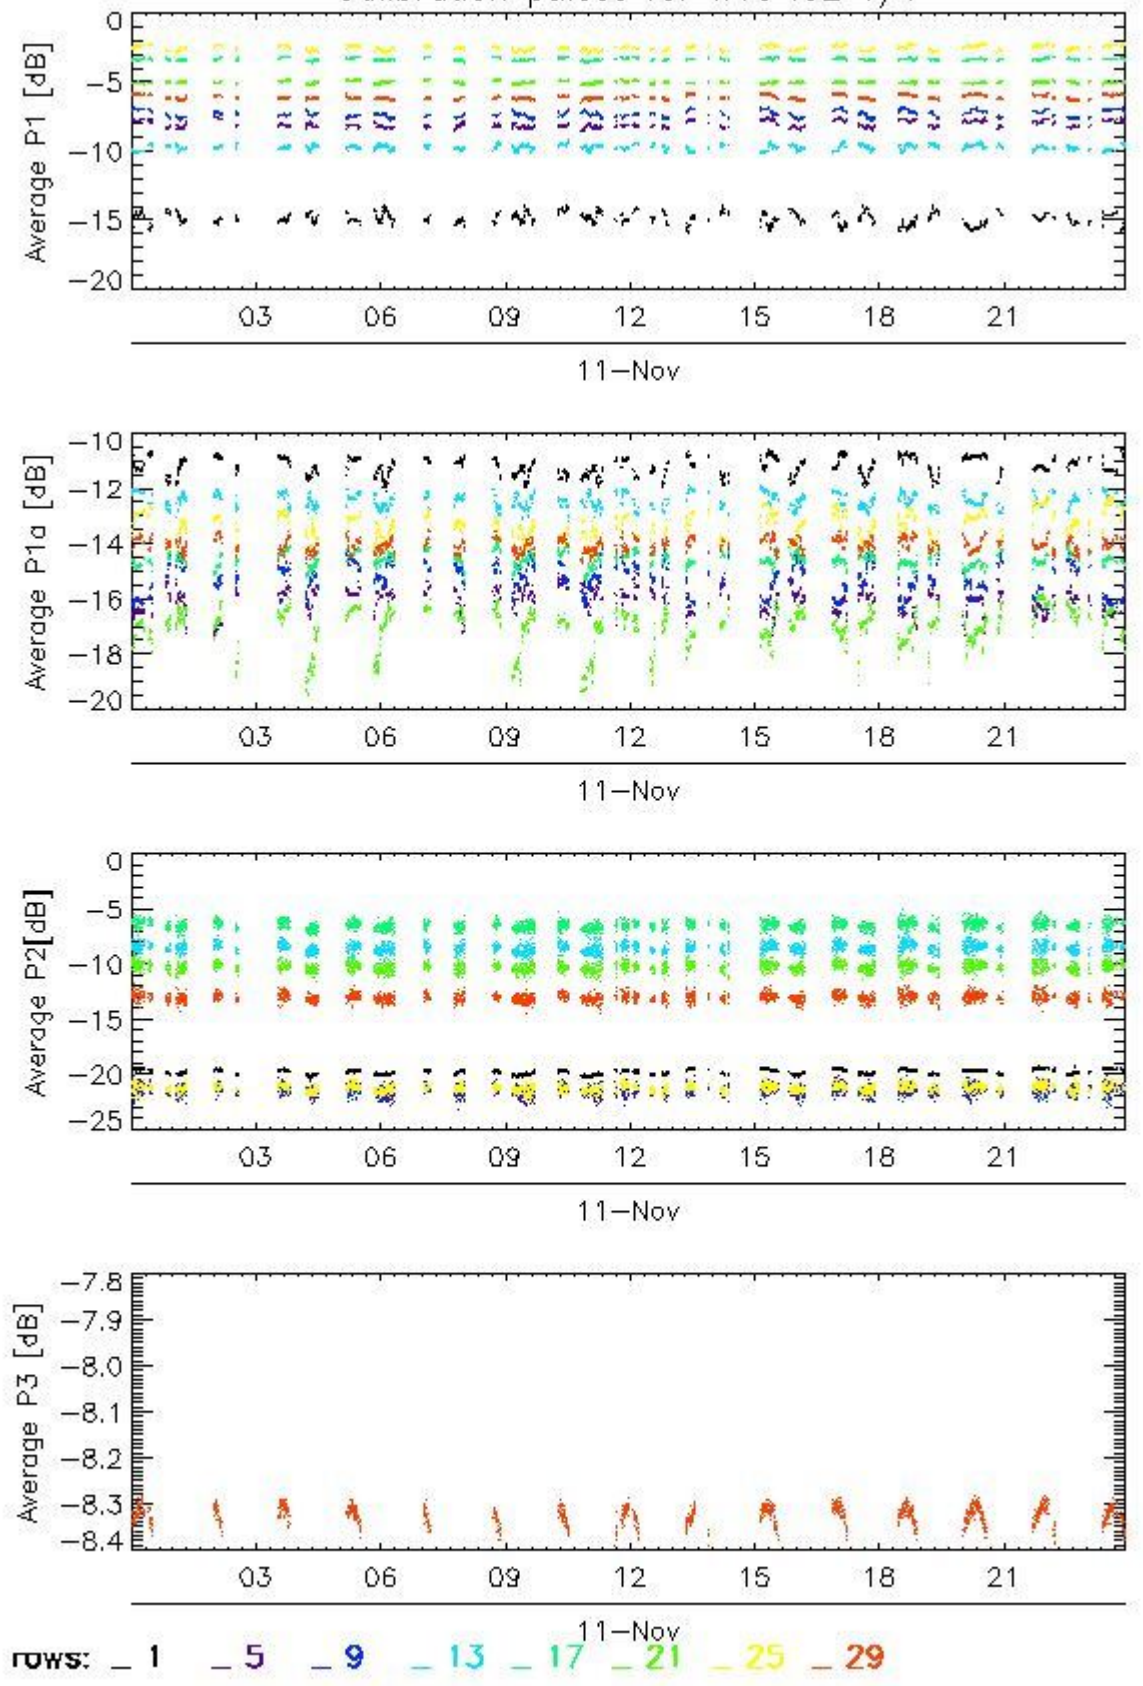 Average P1 [dB]
0
−5
−10
−15
−20
03 06 09 12 15 18 21
11−Nov
Average P1a [dB]
−10
−12
−14
−16
−18
−20
03 06 09 12 15 18 21
11−Nov
Average P2[dB]
0
−5
−10
−15
−20
−25
03 06 09 12 15 18 21
11−Nov
Average P3 [dB]
−7.8
−7.9
−8.0
−8.1
−8.2
−8.3
−8.4
03 06 09 12 15 18 21
11−Nov
rows: _ 1 _ 5 _ 9 _ 13 _ 17 _ 21 _ 25 _ 29